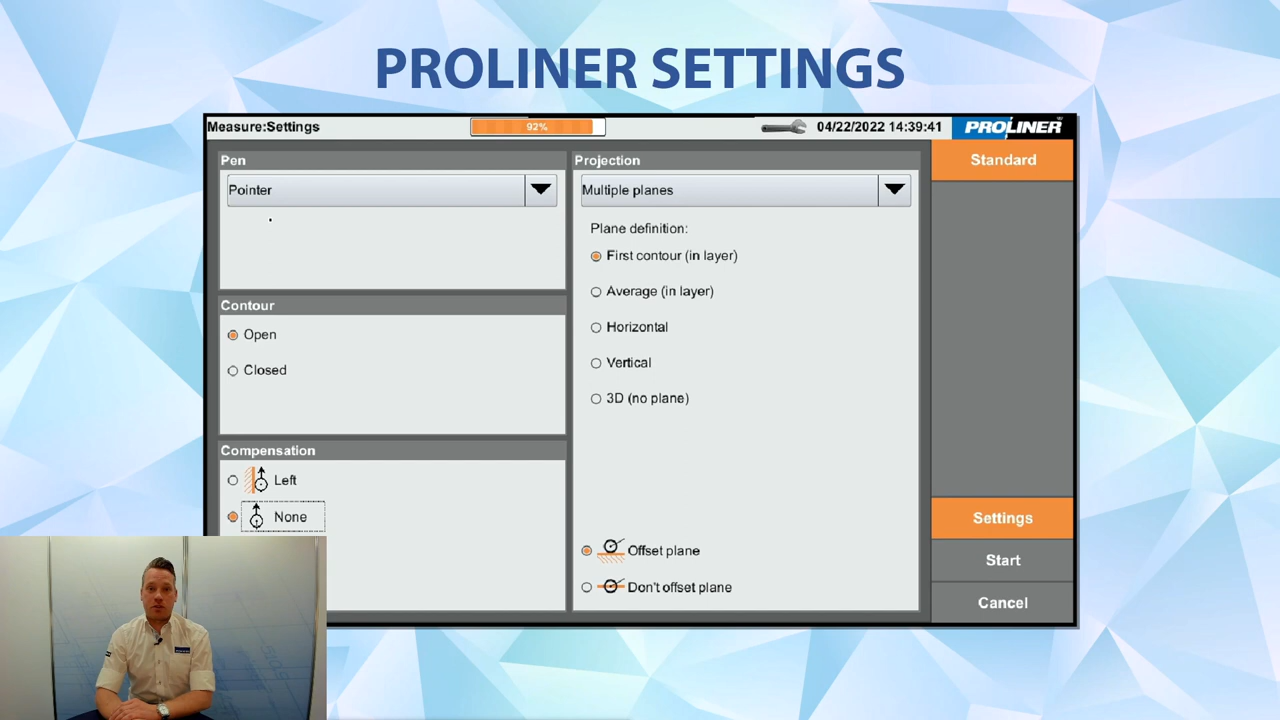 PROLINER SETTINGS
Measure:Settings
92%
04/22/2022 14:39:41
PROLINER
Pen
Pointer
Contour
Open
Closed
Compensation
Left
None
Projection
Multiple planes
Plane definition:
First contour (in layer)
Average (in layer)
Horizontal
Vertical
3D (no plane)
Offset plane
Don't offset plane
Standard
Settings
Start
Cancel